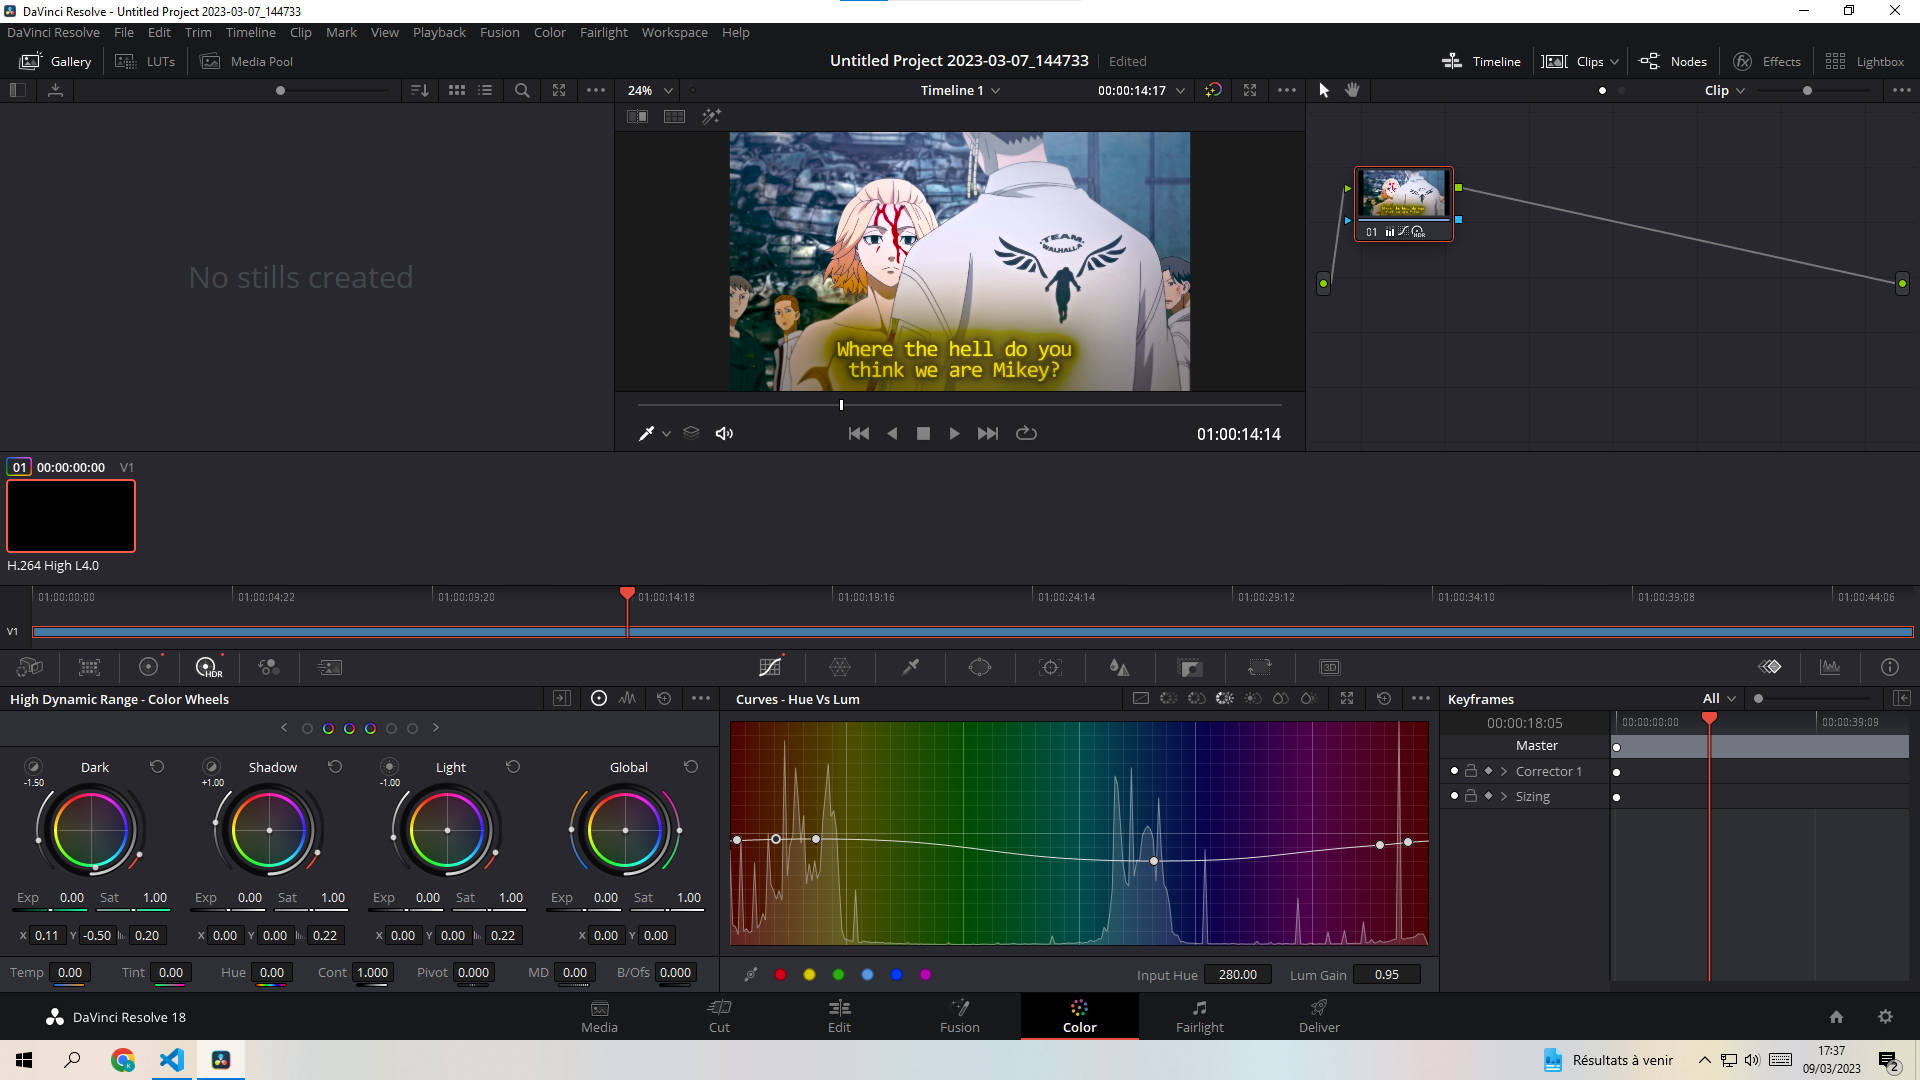 DaVinci Resolve - Untitled Project 2023-03-07_144733
DaVinci Resolve File Edit Trim Timeline Clip Mark View Playback Fusion Color Fairlight Workspace Help
Gallery LUTs Media Pool Untitled Project 2023-03-07_144733 Edited Timeline Clips Nodes Effects Lightbox
24% Timeline 1 00:00:14:17 Clip
TEAM
WALHALLA
Where the hell do you
think we are Mikey?
No stills created
01
01:00:14:14
01 00:00:00:00 V1
H.264 High L4.0
01:00:00:00 01:00:04:22 01:00:09:20 01:00:14:18 01:00:19:16 01:00:24:14 01:00:29:12 01:00:34:10 01:00:39:08 01:00:44:06
V1
HDR 3D
High Dynamic Range - Color Wheels Curves - Hue Vs Lum Keyframes All
00:00:18:05 00:00:00:00 00:00:39:09
Master
Corrector 1
Sizing
Dark Shadow Light Global
-1.50 +1.00 -1.00
Exp 0.00 Sat 1.00 Exp 0.00 Sat 1.00 Exp 0.00 Sat 1.00 Exp 0.00 Sat 1.00
X 0.11 Y -0.50 0.20 X 0.00 Y 0.00 0.22 X 0.00 Y 0.00 0.22 X 0.00 Y 0.00
Temp 0.00 Tint 0.00 Hue 0.00 Cont 1.000 Pivot 0.000 MD 0.00 B/Ofs 0.000
Input Hue 280.00 Lum Gain 0.95
DaVinci Resolve 18
Media Cut Edit Fusion Color Fairlight Deliver
Résultats à venir
17:37
09/03/2023
2